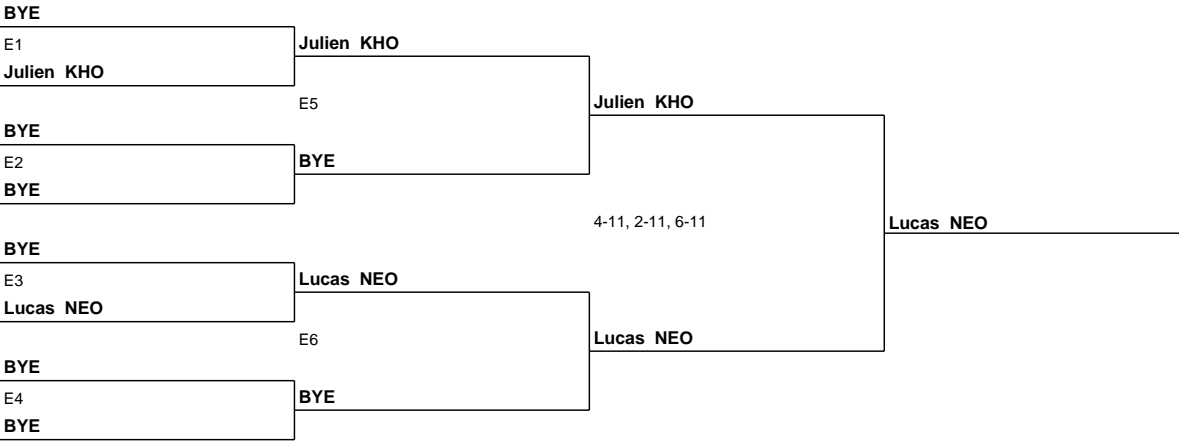 BYE
E1
Julien KHO
Julien KHO
E5
Julien KHO
BYE
E2
BYE
BYE
4-11, 2-11, 6-11
Lucas NEO
BYE
E3
Lucas NEO
Lucas NEO
E6
Lucas NEO
BYE
E4
BYE
BYE